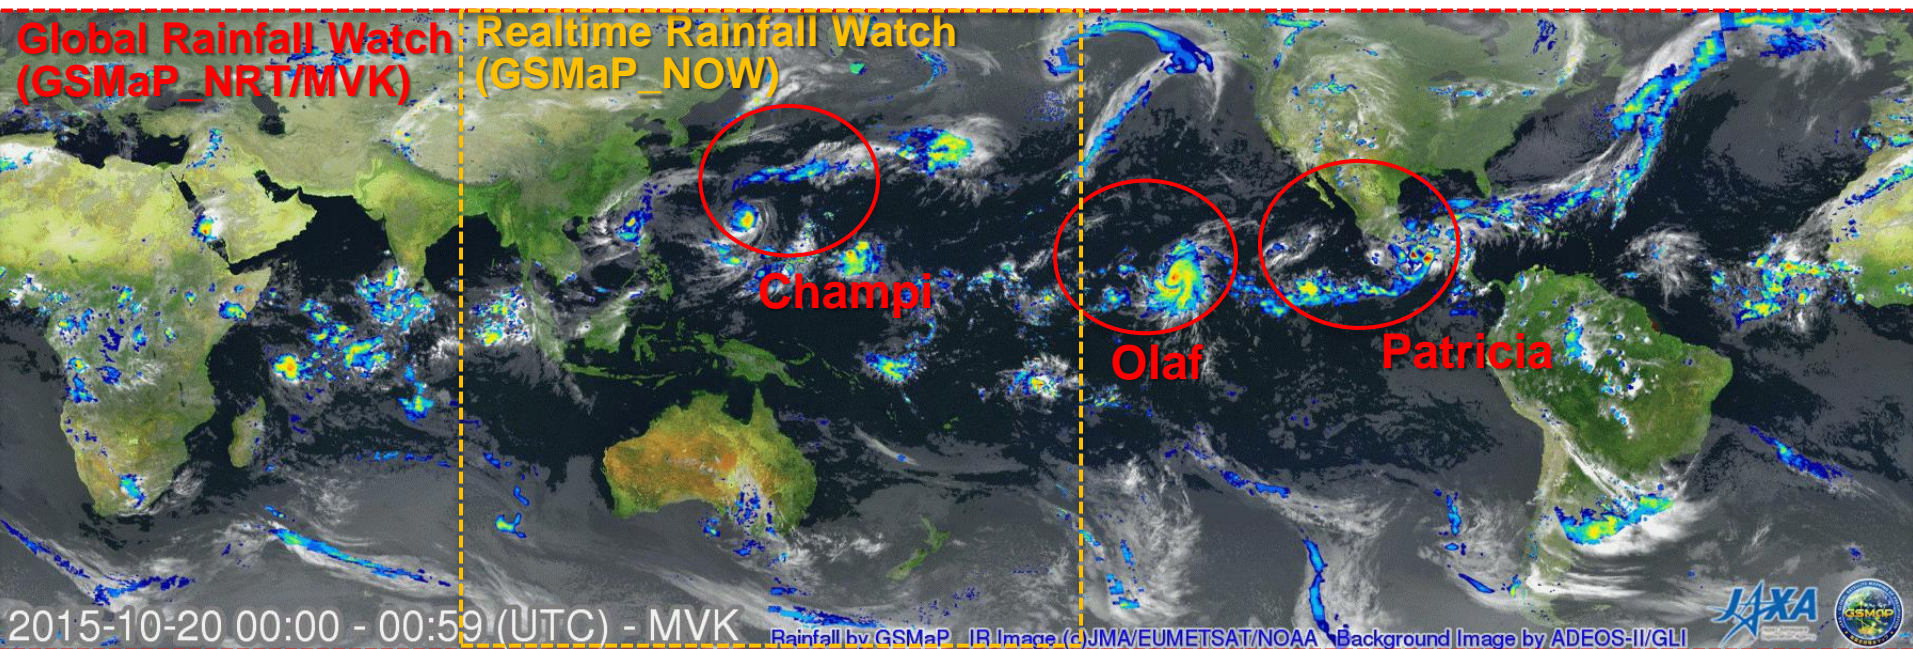 Global Rainfall Watch
(GSMaP_NRT/MVK)
Realtime Rainfall Watch
(GSMaP_NOW)
Champi
Olaf
Patricia
2015-10-20 00:00 - 00:59 (UTC) - MVK
Rainfall by GSMaP IR Image (c)JMA/EUMETSAT/NOAA Background Image by ADEOS-II/GLI
JAXA
GSMaP